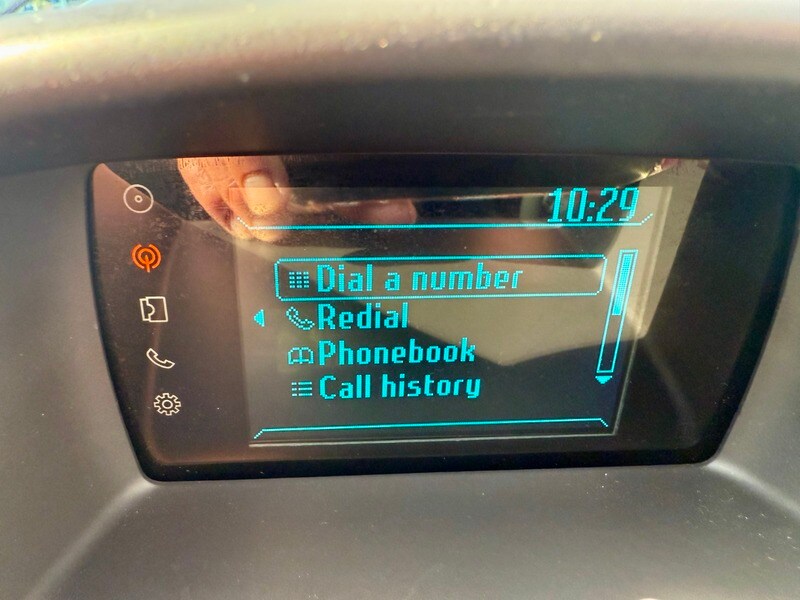 10:29
Dial a number
Redial
Phonebook
Call history